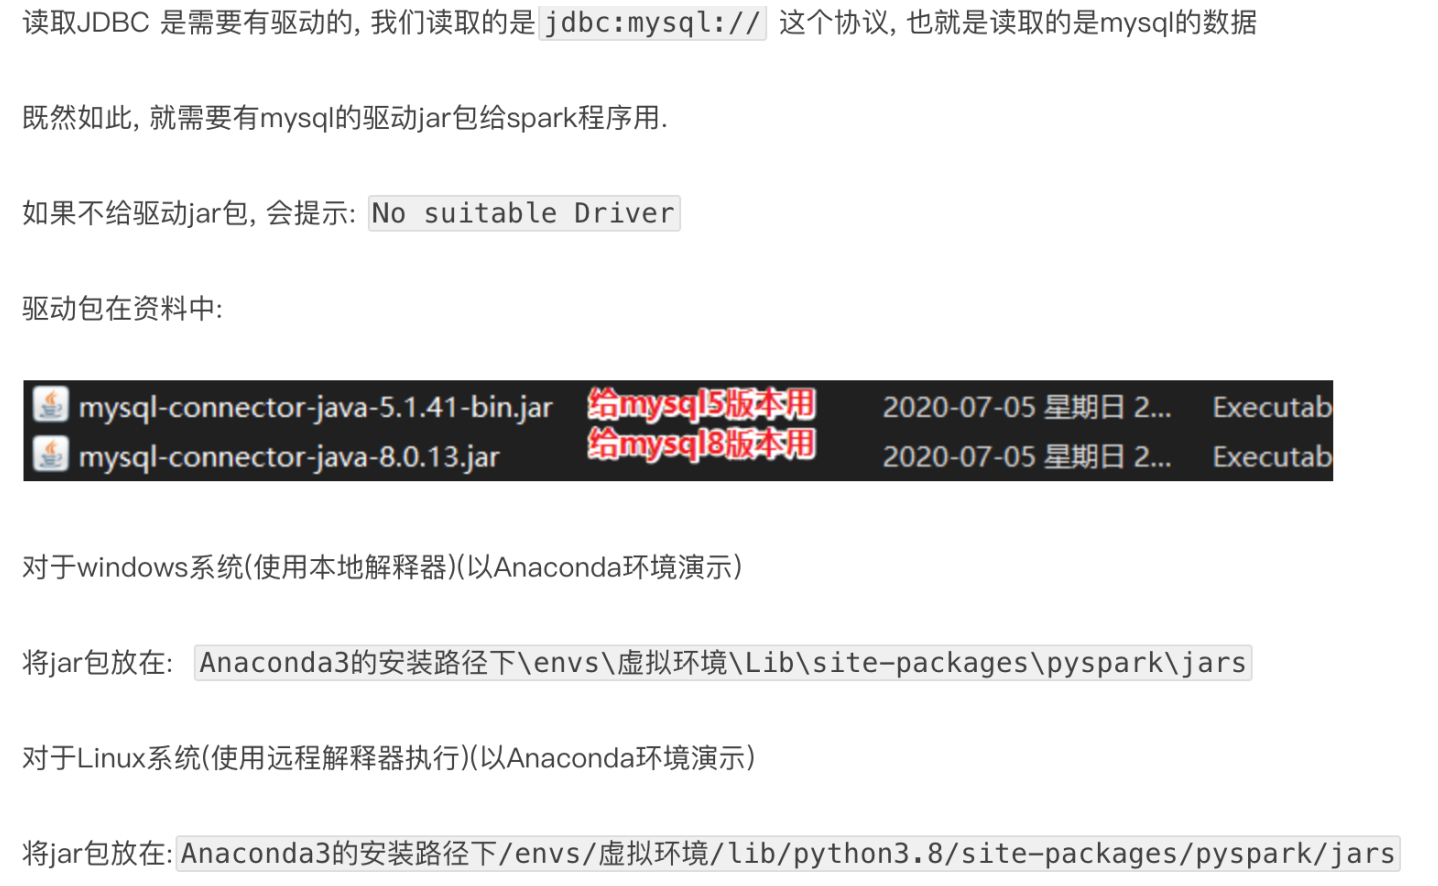 读取JDBC 是需要有驱动的, 我们读取的是 jdbc:mysql:// 这个协议, 也就是读取的是mysql的数据
既然如此, 就需要有mysql的驱动jar包给spark程序用.
如果不给驱动jar包, 会提示: No suitable Driver
驱动包在资料中:
mysql-connector-java-5.1.41-bin.jar 给mysql5版本用 2020-07-05 星期日 2... Executab
mysql-connector-java-8.0.13.jar 给mysql8版本用 2020-07-05 星期日 2... Executab
对于windows系统(使用本地解释器)(以Anaconda环境演示)
将jar包放在: Anaconda3的安装路径下\envs\虚拟环境\Lib\site-packages\pyspark\jars
对于Linux系统(使用远程解释器执行)(以Anaconda环境演示)
将jar包放在: Anaconda3的安装路径下/envs/虚拟环境/lib/python3.8/site-packages/pyspark/jars